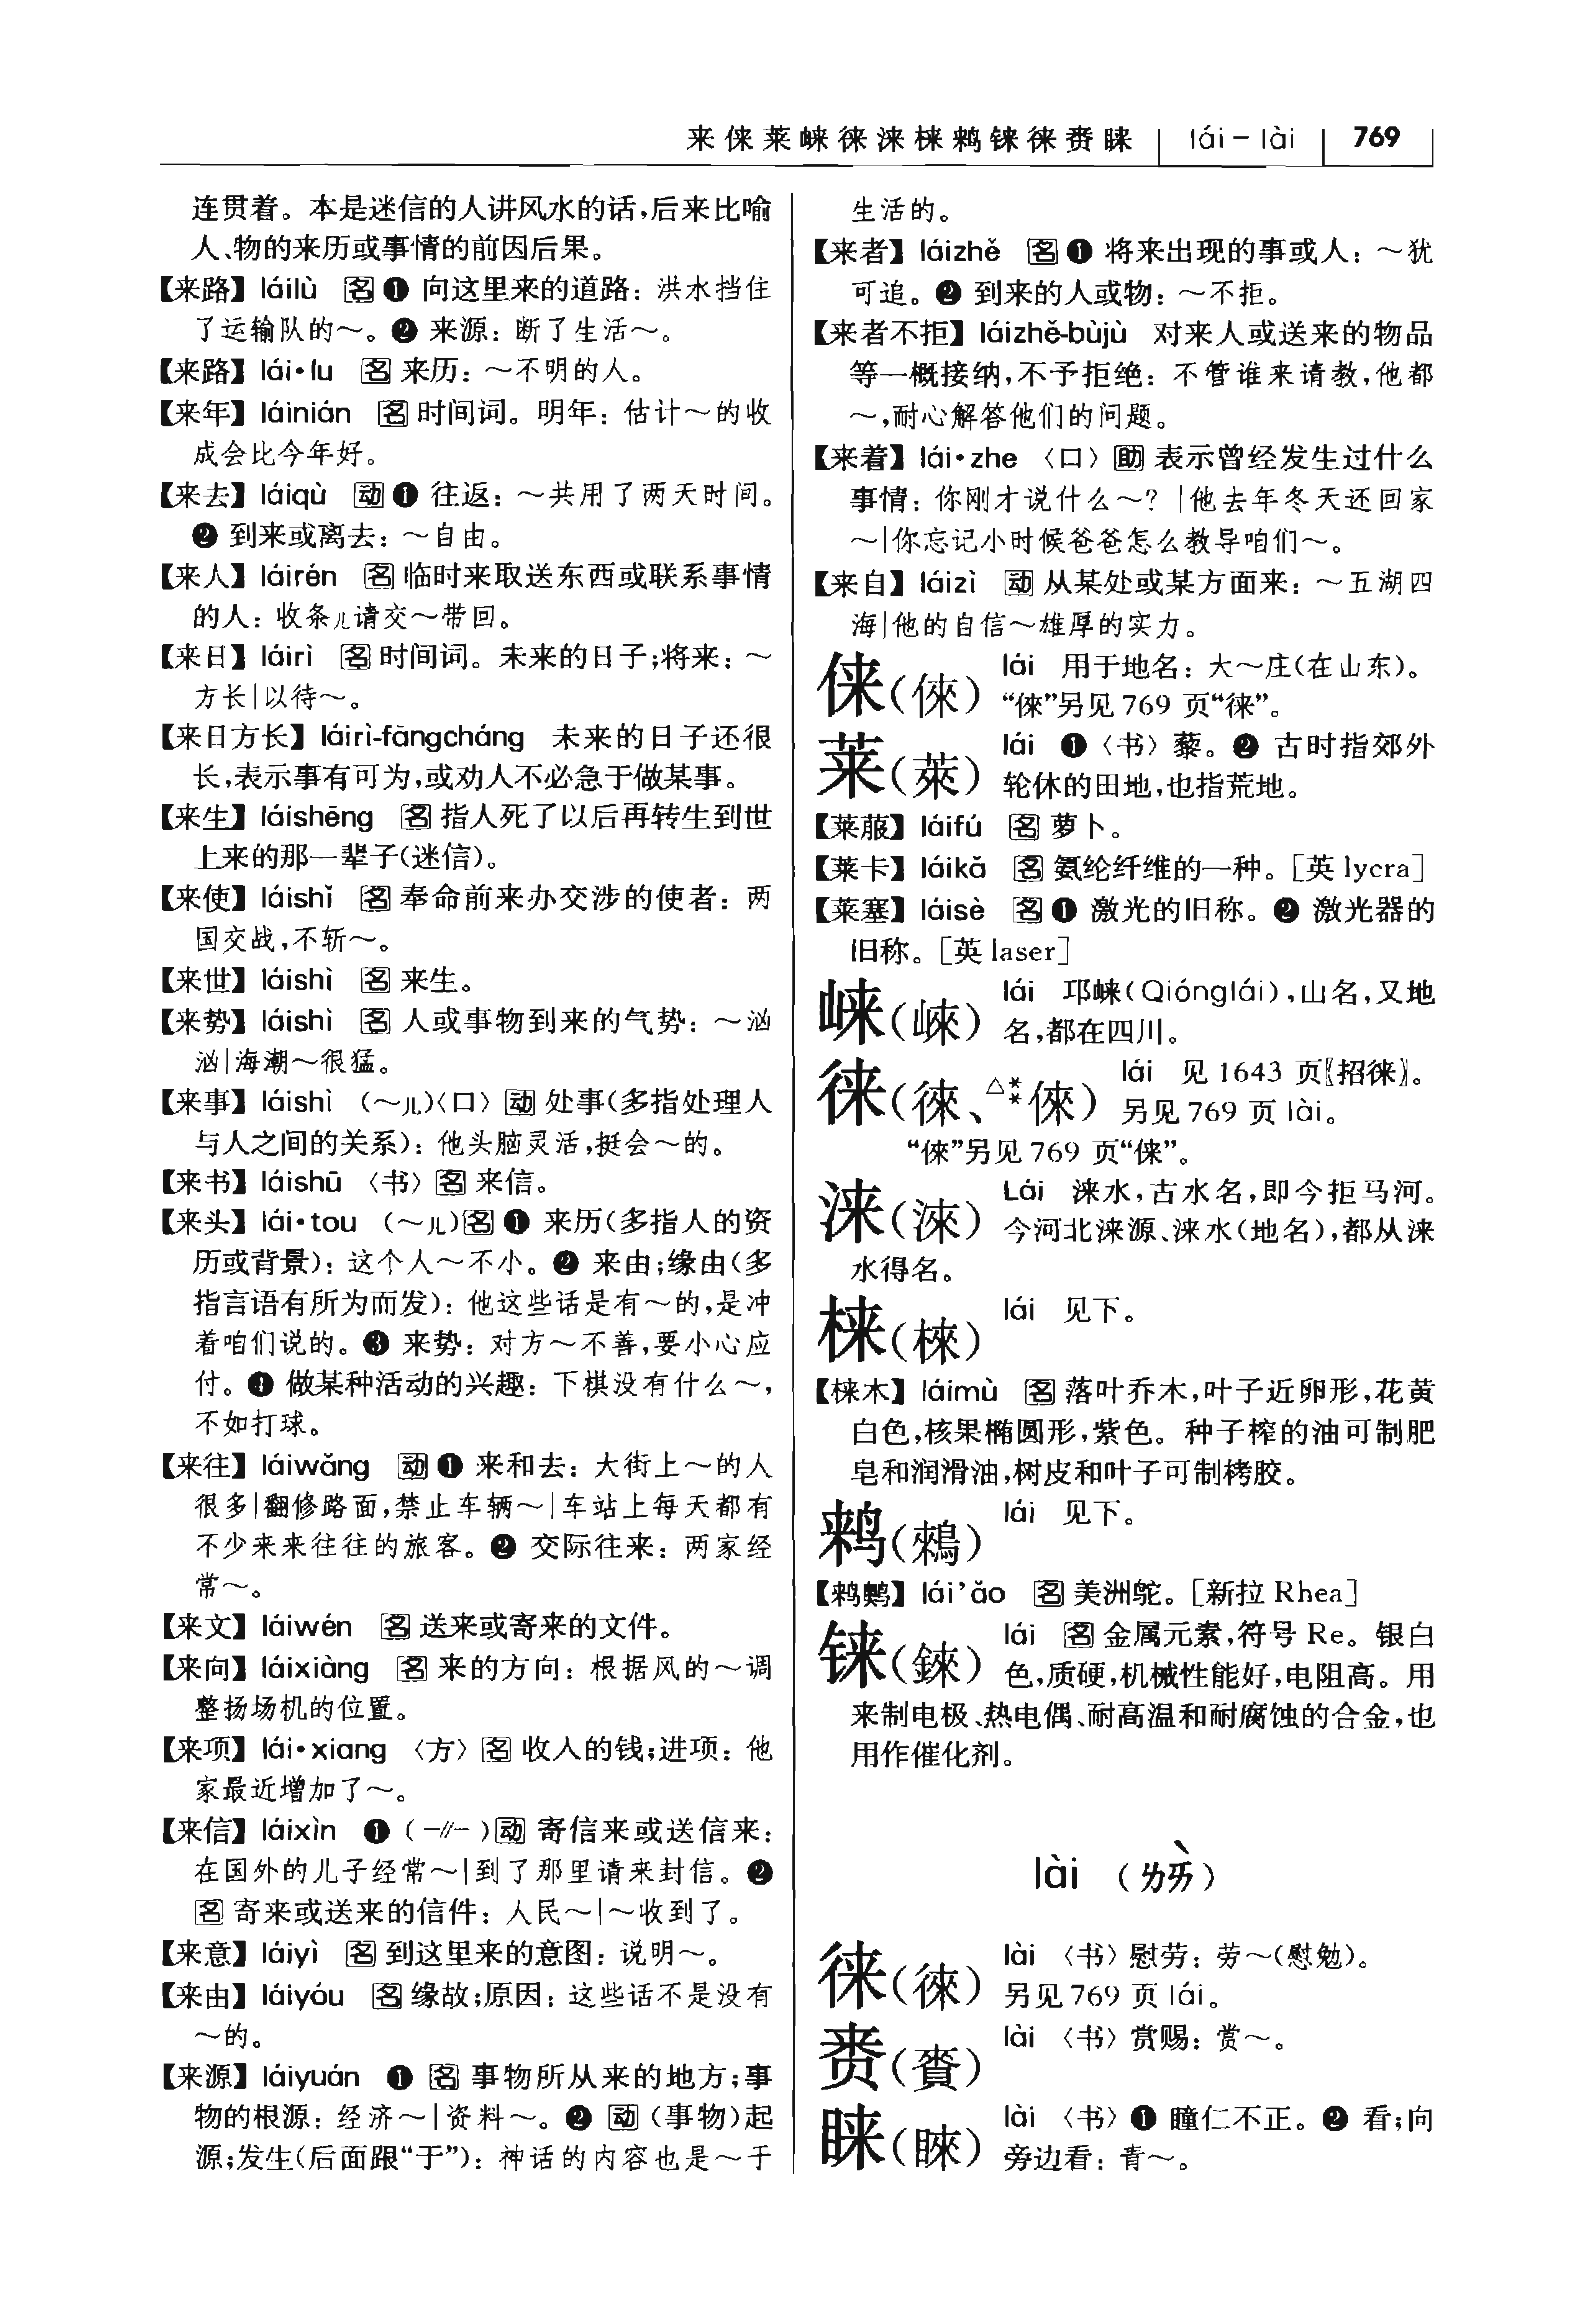 来俫莱崃徕涞梾鹈铼徕赉睐 lái – lài 769
连贯着。本是迷信的人讲风水的话,后来比喻
人、物的来历或事情的前因后果。
【来路】 láilù 名 ❶ 向这里来的道路：洪水挡住
了运输队的～。❷ 来源：断了生活～。
【来路】 lái•lu 名 来历：～不明的人。
【来年】 láinián 名 时间词。明年：估计～的收
成会比今年好。
【来去】 láiqù 动 ❶ 往返：～共用了两天时间。
❷ 到来或离去：～自由。
【来人】 láirén 名 临时来取送东西或联系事情
的人：收条儿请交～带回。
【来日】 láirì 名 时间词。未来的日子;将来：～
方长|以待～。
【来日方长】 láirì-fāngcháng 未来的日子还很
长,表示事有可为,或劝人不必急于做某事。
【来生】 láishēng 名 指人死了以后再转生到世
上来的那一辈子(迷信)。
【来使】 láishǐ 名 奉命前来办交涉的使者：两
国交战,不斩～。
【来世】 láishì 名 来生。
【来势】 láishì 名 人或事物到来的气势：～汹
汹|海潮～很猛。
【来事】 láishì (～儿)〈口〉 动 处事(多指处理人
与人之间的关系)：他头脑灵活,挺会～的。
【来书】 láishū 〈书〉 名 来信。
【来头】 lái•tou (～儿) 名 ❶ 来历(多指人的资
历或背景)：这个人～不小。❷ 来由;缘由(多
指言语有所为而发)：他这些话是有～的,是冲
着咱们说的。❸ 来势：对方～不善,要小心应
付。❹ 做某种活动的兴趣：下棋没有什么～,
不如打球。
【来往】 láiwǎng 动 ❶ 来和去：大街上～的人
很多|翻修路面,禁止车辆～|车站上每天都有
不少来来往往的旅客。❷ 交际往来：两家经
常～。
【来文】 láiwén 名 送来或寄来的文件。
【来向】 láixiàng 名 来的方向：根据风的～调
整扬场机的位置。
【来项】 lái•xiang 〈方〉 名 收入的钱;进项：他
家最近增加了～。
【来信】 láixìn ❶ (－//－) 动 寄信来或送信来：
在国外的儿子经常～|到了那里请来封信。❷
名 寄来或送来的信件：人民～|～收到了。
【来意】 láiyì 名 到这里来的意图：说明～。
【来由】 láiyóu 名 缘故;原因：这些话不是没有
～的。
【来源】 láiyuán ❶ 名 事物所从来的地方;事
物的根源：经济～|资料～。❷ 动 (事物)起
源;发生(后面跟“于”)：神话的内容也是～于
生活的。
【来者】 láizhě 名 ❶ 将来出现的事或人：～犹
可追。❷ 到来的人或物：～不拒。
【来者不拒】 láizhě-bùjù 对来人或送来的物品
等一概接纳,不予拒绝：不管谁来请教,他都
～,耐心解答他们的问题。
【来着】 lái•zhe 〈口〉 助 表示曾经发生过什么
事情：你刚才说什么～？|他去年冬天还回家
～|你忘记小时候爸爸怎么教导咱们～。
【来自】 láizì 动 从某处或某方面来：～五湖四
海|他的自信～雄厚的实力。
俫(倈) lái 用于地名：大～庄(在山东)。
“倈”另见 769 页“徕”。
莱(萊) lái ❶〈书〉藜。❷ 古时指郊外
轮休的田地,也指荒地。
【莱菔】 láifú 名 萝卜。
【莱卡】 láikǎ 名 氨纶纤维的一种。[英 lycra]
【莱塞】 láisè 名 ❶ 激光的旧称。❷ 激光器的
旧称。[英 laser]
崃(崍) lái 邛崃(Qiónglái),山名,又地
名,都在四川。
徕(徠、△**倈) lái 见 1643 页〖招徕〗。
另见 769 页 lài。
“倈”另见 769 页“俫”。
涞(淶) Lái 涞水,古水名,即今拒马河。
今河北涞源、涞水(地名),都从涞
水得名。
梾(棶) lái 见下。
【梾木】 láimù 名 落叶乔木,叶子近卵形,花黄
白色,核果椭圆形,紫色。种子榨的油可制肥
皂和润滑油,树皮和叶子可制栲胶。
鹈(鶆) lái 见下。
【鹈䴈】 lái’ǎo 名 美洲鸵。[新拉 Rhea]
铼(錸) lái 名 金属元素,符号 Re。银白
色,质硬,机械性能好,电阻高。用
来制电极、热电偶、耐高温和耐腐蚀的合金,也
用作催化剂。
lài (ㄌㄞˋ)
徕(徠) lài 〈书〉慰劳：劳～(慰勉)。
另见 769 页 lái。
赉(賚) lài 〈书〉赏赐：赏～。
睐(睞) lài 〈书〉❶ 瞳仁不正。❷ 看;向
旁边看：青～。